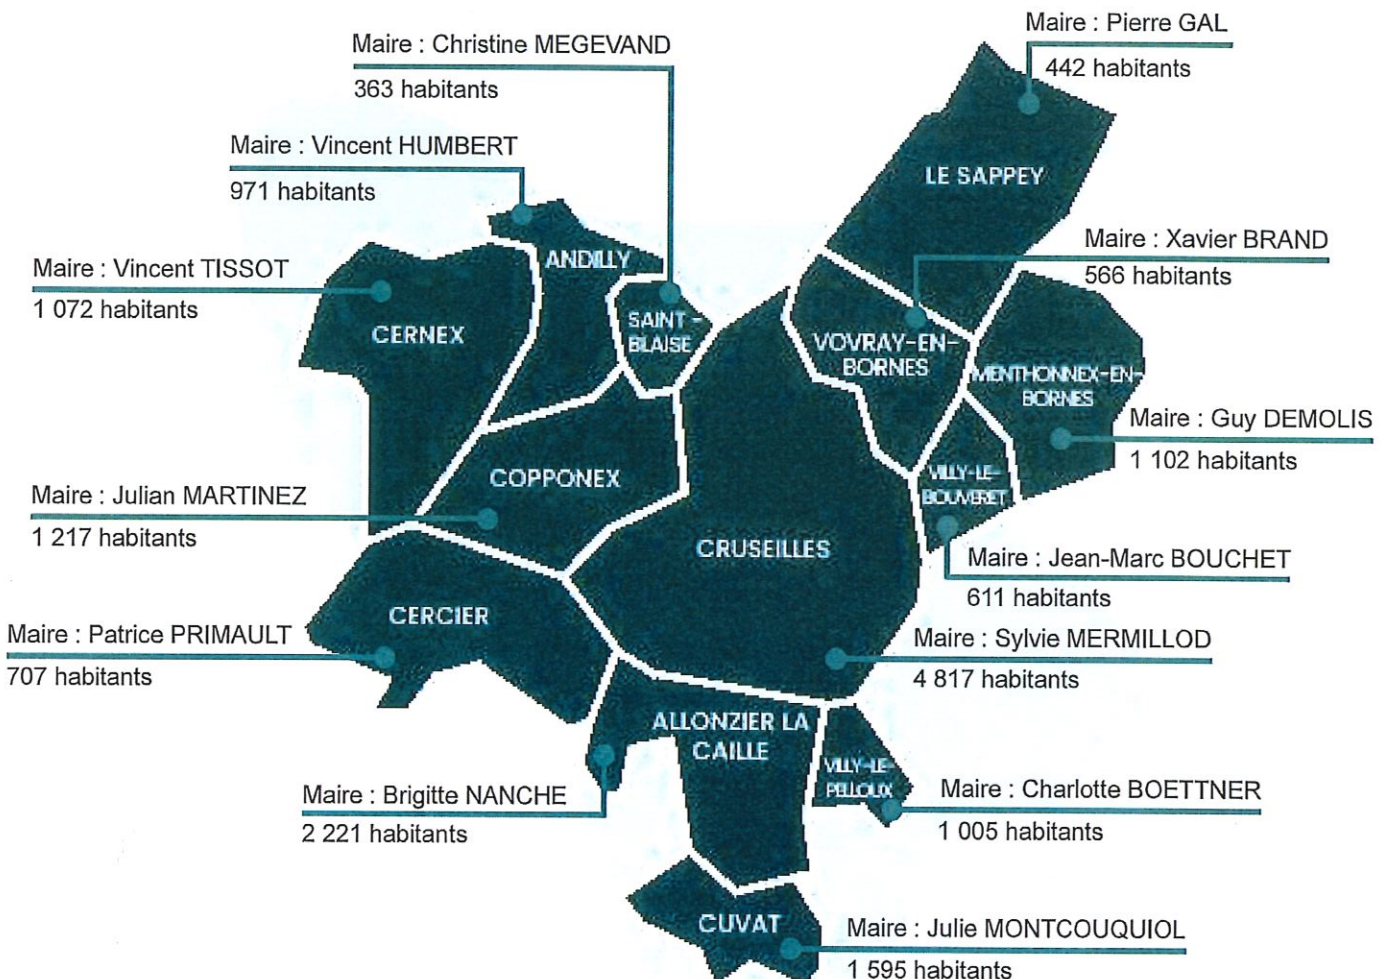 Maire : Pierre GAL
442 habitants
Maire : Christine MEGEVAND
363 habitants
Maire : Vincent HUMBERT
971 habitants
LE SAPPEY
Maire : Xavier BRAND
566 habitants
Maire : Vincent TISSOT
1 072 habitants
ANDILLY
CERNEX
SAINT-
BLAISE
VOVRAY-EN-
BORNES
MENTHONNEX-EN-
BORNES
Maire : Guy DEMOLIS
1 102 habitants
COPPONEX
VILLY-LE-
BOUVERET
Maire : Julian MARTINEZ
1 217 habitants
CRUSEILLES
Maire : Jean-Marc BOUCHET
611 habitants
CERCIER
Maire : Patrice PRIMAULT
707 habitants
Maire : Sylvie MERMILLOD
4 817 habitants
ALLONZIER LA
CAILLE
VILLY-LE-
PELLOUX
Maire : Brigitte NANCHE
2 221 habitants
Maire : Charlotte BOETTNER
1 005 habitants
CUVAT
Maire : Julie MONTCOUQUIOL
1 595 habitants